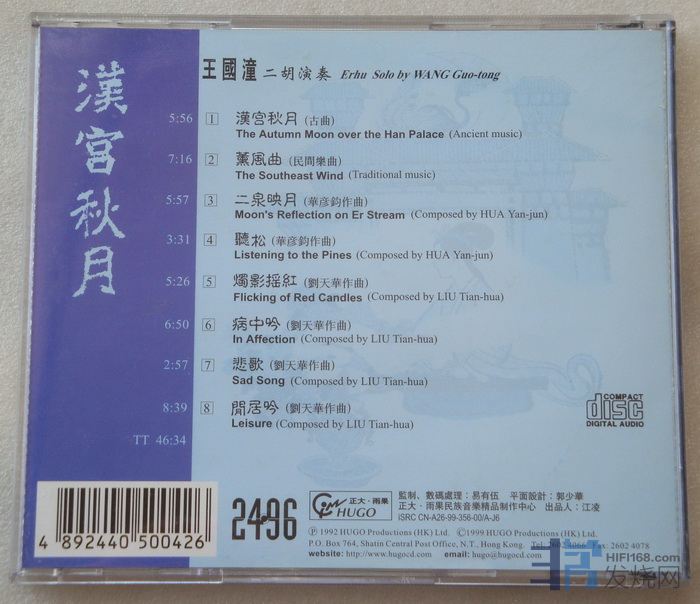 漢宮秋月
王國潼 二胡演奏 Erhu Solo by WANG Guo-tong
5:56 1 漢宮秋月 (古曲)
The Autumn Moon over the Han Palace (Ancient music)
7:16 2 薰風曲 (民間樂曲)
The Southeast Wind (Traditional music)
5:57 3 二泉映月 (華彦鈞作曲)
Moon's Reflection on Er Stream (Composed by HUA Yan-jun)
3:31 4 聽松 (華彦鈞作曲)
Listening to the Pines (Composed by HUA Yan-jun)
5:26 5 燭影摇紅 (劉天華作曲)
Flicking of Red Candles (Composed by LIU Tian-hua)
6:50 6 病中吟 (劉天華作曲)
In Affection (Composed by LIU Tian-hua)
2:57 7 悲歌 (劉天華作曲)
Sad Song (Composed by LIU Tian-hua)
8:39 8 閒居吟 (劉天華作曲)
Leisure (Composed by LIU Tian-hua)
TT 46:34
COMPACT
disc
DIGITAL AUDIO
4 892440 500426
2496
正大·雨果
HUGO
監制、數碼處理：易有伍 平面設計：郭少華
正大·雨果民族音樂精品制作中心 出品人：江凌
ISRC CN-A26-99-356-00/A-J6
Ⓟ 1992 HUGO Productions (HK) Ltd. ©1999 HUGO Productions (HK) Ltd.
P.O. Box 764, Shatin Central Post Office, N.T., Hong Kong. Tel: 2602 4066 Fax: 2602 4078
website: http://www.hugocd.com email: hugo@hugocd.com
HIFI168.com
发烧网